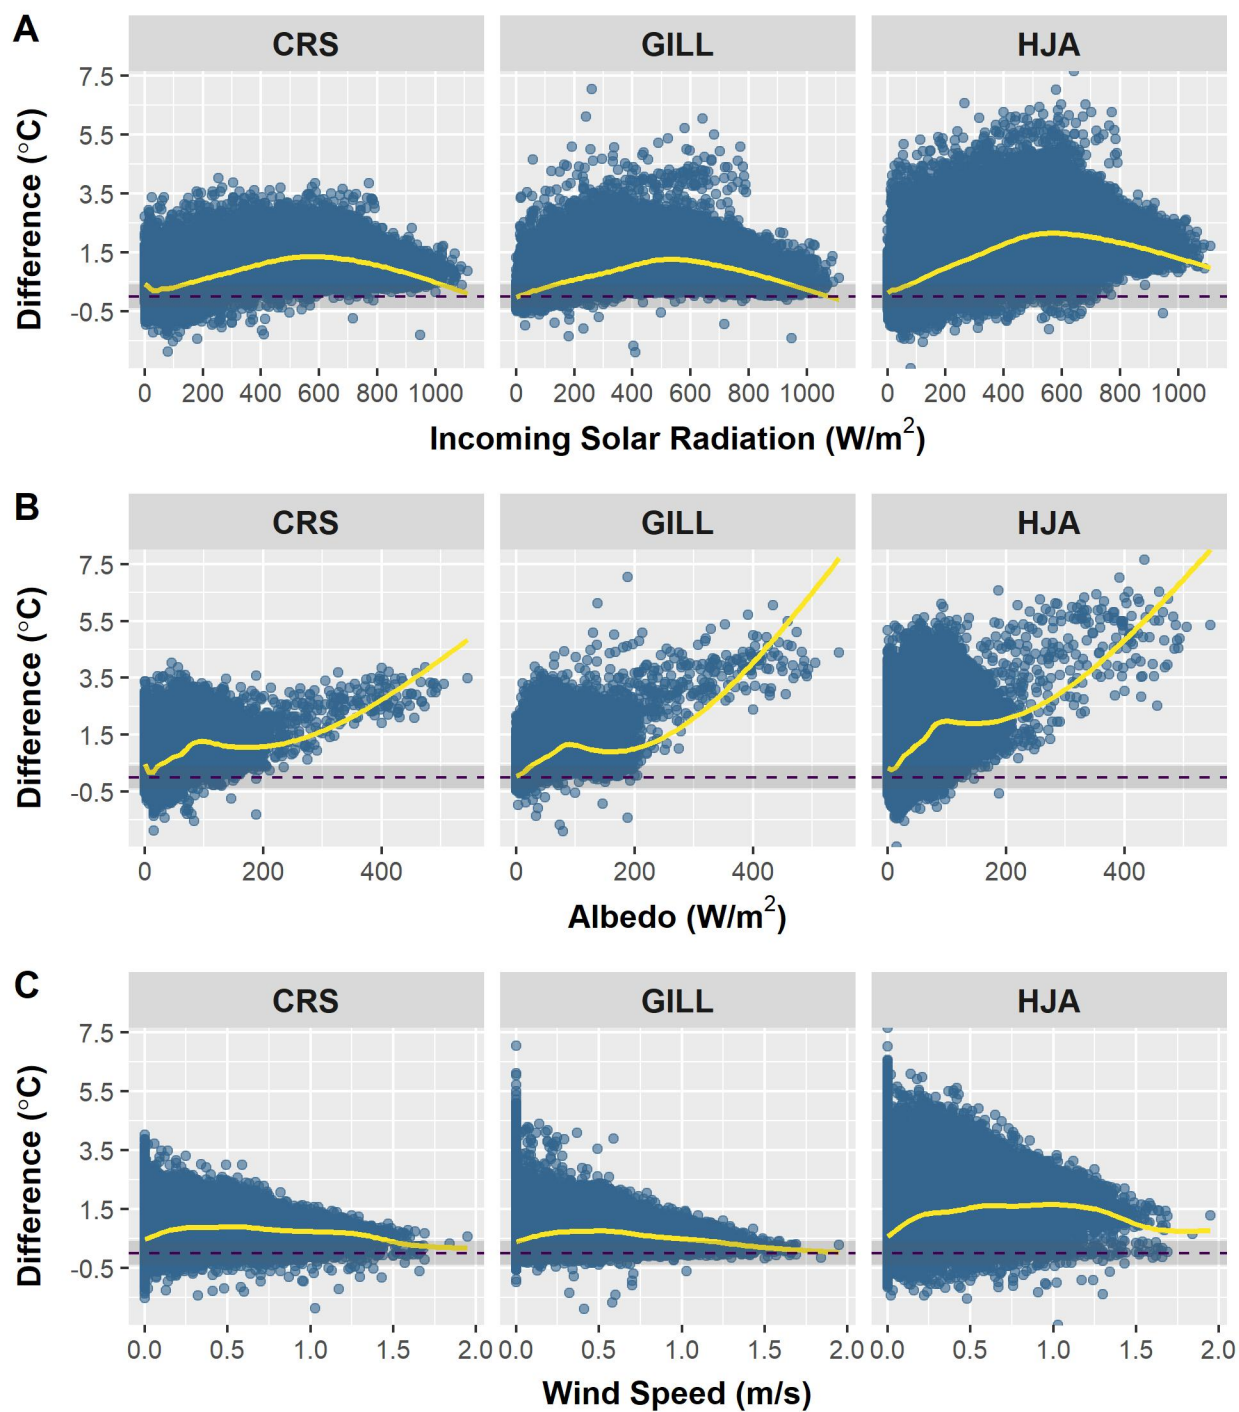 A
CRS GILL HJA
Difference (°C)
7.5
5.5
3.5
1.5
-0.5
0 200 400 600 800 1000 0 200 400 600 800 1000 0 200 400 600 800 1000
Incoming Solar Radiation (W/m²)
B
CRS GILL HJA
Difference (°C)
7.5
5.5
3.5
1.5
-0.5
0 200 400 0 200 400 0 200 400
Albedo (W/m²)
C
CRS GILL HJA
Difference (°C)
7.5
5.5
3.5
1.5
-0.5
0.0 0.5 1.0 1.5 2.0 0.0 0.5 1.0 1.5 2.0 0.0 0.5 1.0 1.5 2.0
Wind Speed (m/s)